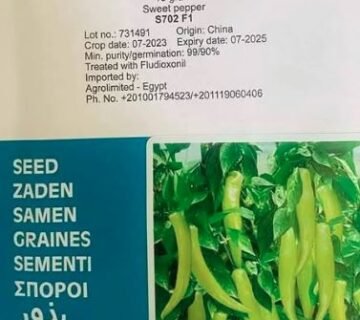 Sweet pepper
S702 F1
Lot no.: 731491 Origin: China
Crop date: 07-2023 Expiry date: 07-2025
Min. purity/germination: 99/90%
Treated with Fludioxonil
Imported by:
Agrolimited - Egypt
Ph. No. +201001794523/+201119060406
SEED
ZADEN
SAMEN
GRAINES
SEMENTI
ΣΠΟΡΟΙ
بزور